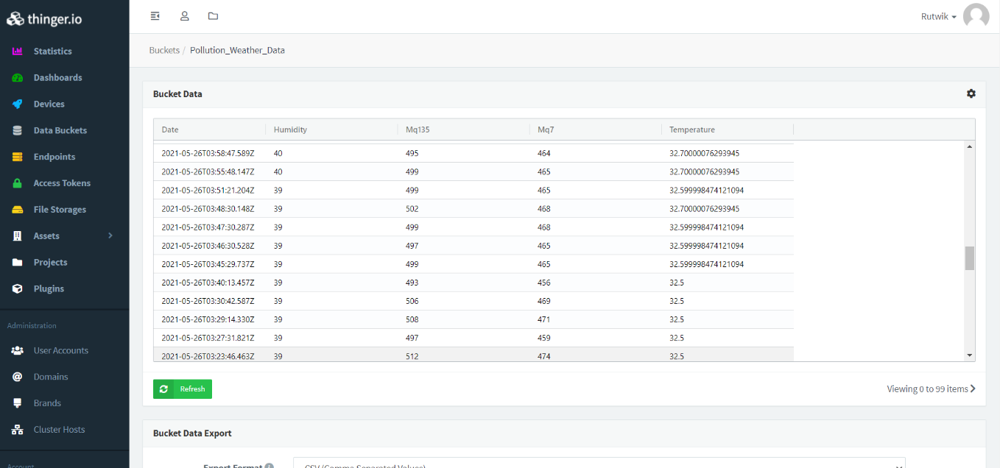 thinger.io
Rutwik
Statistics
Dashboards
Devices
Data Buckets
Endpoints
Access Tokens
File Storages
Assets
Projects
Plugins
Administration
User Accounts
Domains
Brands
Cluster Hosts
Account
Buckets / Pollution_Weather_Data
Bucket Data
Date Humidity Mq135 Mq7 Temperature
2021-05-26T03:58:47.589Z 40 495 464 32.70000076293945
2021-05-26T03:55:48.147Z 40 499 465 32.70000076293945
2021-05-26T03:51:21.204Z 39 499 465 32.599998474121094
2021-05-26T03:48:30.148Z 39 502 468 32.70000076293945
2021-05-26T03:47:30.287Z 39 499 468 32.599998474121094
2021-05-26T03:46:30.528Z 39 497 465 32.599998474121094
2021-05-26T03:45:29.737Z 39 499 465 32.599998474121094
2021-05-26T03:40:13.457Z 39 493 456 32.5
2021-05-26T03:30:42.587Z 39 506 469 32.5
2021-05-26T03:29:14.330Z 39 508 471 32.5
2021-05-26T03:27:31.821Z 39 497 459 32.5
2021-05-26T03:23:46.463Z 39 512 474 32.5
Refresh
Viewing 0 to 99 items
Bucket Data Export
Export Format CSV (Comma Separated Values)